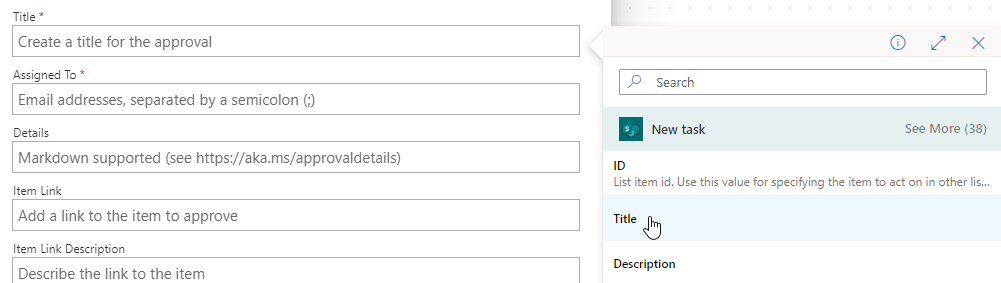 Title *
Create a title for the approval
Assigned To *
Email addresses, separated by a semicolon (;)
Details
Markdown supported (see https://aka.ms/approvaldetails)
Item Link
Add a link to the item to approve
Item Link Description
Describe the link to the item
Search
New task See More (38)
ID
List item id. Use this value for specifying the item to act on in other lis...
Title
Description